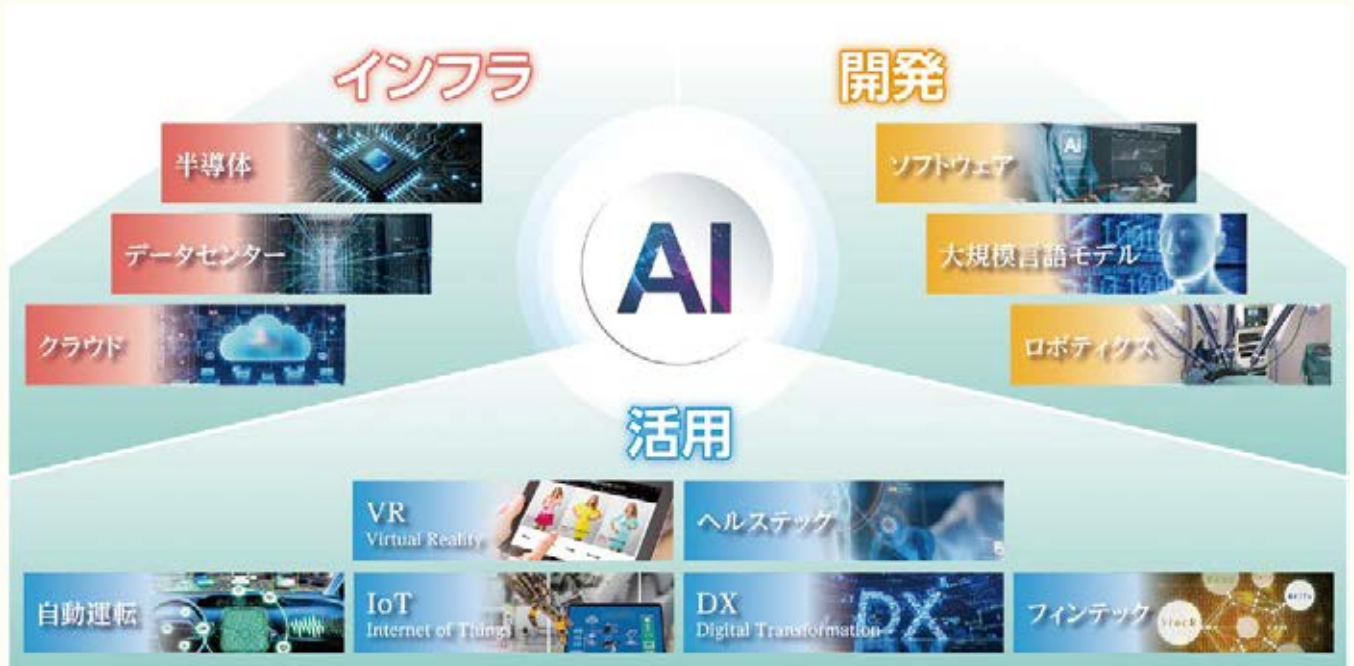 インフラ
半導体
データセンター
クラウド
AI
開発
ソフトウェア
AI
大規模言語モデル
ロボティクス
活用
VR
Virtual Reality
ヘルステック
自動運転
IoT
Internet of Things
DX
Digital Transformation
DX
フィンテック
Stock